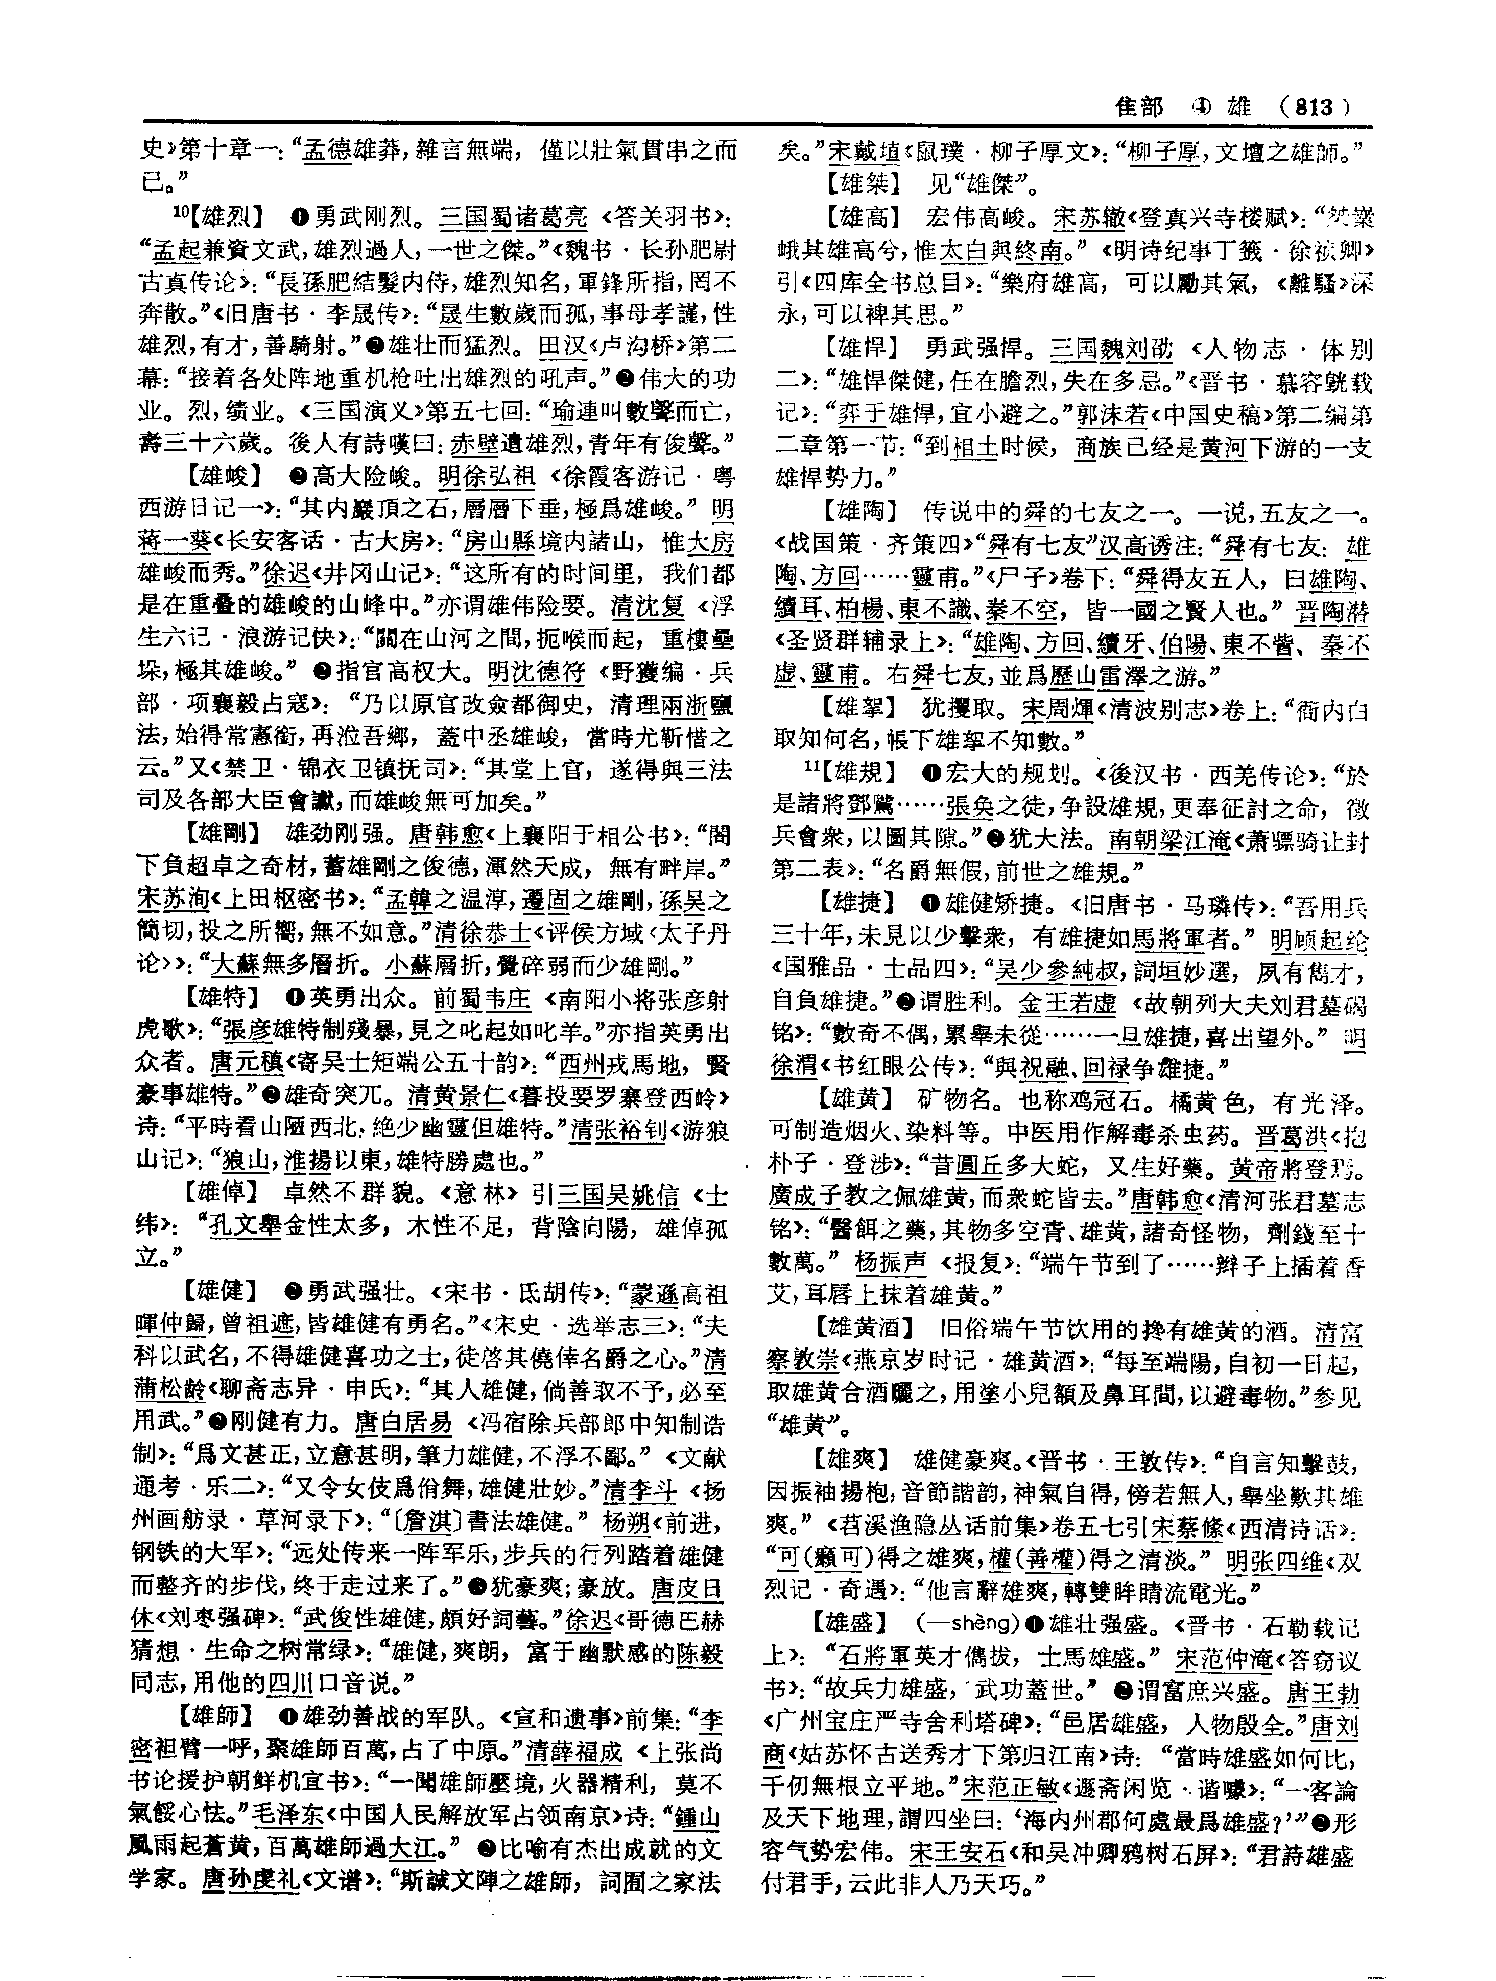 隹部 ④ 雄 （813）
史》第十章一：“孟德雄莽，雜言無端，僅以壯氣貫串之而
已。”
10【雄烈】 ❶勇武刚烈。三国蜀诸葛亮《答关羽书》：
“孟起兼資文武，雄烈過人，一世之傑。”《魏书·长孙肥尉
古真传论》：“長孫肥結髮内侍，雄烈知名，軍鋒所指，罔不
奔散。”《旧唐书·李晟传》：“晟生數歲而孤，事母孝謹，性
雄烈，有才，善騎射。”❷雄壮而猛烈。田汉《卢沟桥》第二
幕：“接着各处阵地重机枪吐出雄烈的吼声。”❸伟大的功
业。烈，绩业。《三国演义》第五七回：“瑜連叫數聲而亡，
壽三十六歲。後人有詩嘆曰：赤壁遺雄烈，青年有俊聲。”
【雄峻】 ❶高大险峻。明徐弘祖《徐霞客游记·粤
西游日记一》：“其内巖頂之石，層層下垂，極爲雄峻。”明
蒋一葵《长安客话·古大房》：“房山縣境内諸山，惟大房
雄峻而秀。”徐迟《井冈山记》：“这所有的时间里，我们都
是在重叠的雄峻的山峰中。”亦谓雄伟险要。清沈复《浮
生六记·浪游记快》：“關在山河之間，扼喉而起，重樓壘
垛，極其雄峻。” ❷指官高权大。明沈德符《野獲编·兵
部·项襄毅占寇》：“乃以原官改僉都御史，清理兩浙鹽
法，始得常憲銜，再涖吾鄉，蓋中丞雄峻，當時尤靳惜之
云。”又《禁卫·锦衣卫镇抚司》：“其堂上官，遂得與三法
司及各部大臣會讞，而雄峻無可加矣。”
【雄剛】 雄劲刚强。唐韩愈《上襄阳于相公书》：“閤
下負超卓之奇材，蓄雄剛之俊德，渾然天成，無有畔岸。”
宋苏洵《上田枢密书》：“孟韓之温淳，遷固之雄剛，孫吴之
簡切，投之所嚮，無不如意。”清徐恭士《评侯方域〈太子丹
论〉》：“大蘇無多層折。小蘇層折，覺碎弱而少雄剛。”
【雄特】 ❶英勇出众。前蜀韦庄《南阳小将张彦射
虎歌》：“張彦雄特制殘暴，見之叱起如叱羊。”亦指英勇出
众者。唐元稹《寄吴士矩端公五十韵》：“西州戎馬地，賢
豪事雄特。”❷雄奇突兀。清黄景仁《暮投要罗寨登西岭》
诗：“平時看山陋西北，絶少幽靈但雄特。”清张裕钊《游狼
山记》：“狼山，淮揚以東，雄特勝處也。”
【雄倬】 卓然不群貌。《意林》引三国吴姚信《士
纬》：“孔文舉金性太多，木性不足，背陰向陽，雄倬孤
立。”
【雄健】 ❶勇武强壮。《宋书·氐胡传》：“蒙遜高祖
暉仲歸，曾祖遮，皆雄健有勇名。”《宋史·选举志三》：“夫
科以武名，不得雄健喜功之士，徒啓其僥倖名爵之心。”清
蒲松龄《聊斋志异·申氏》：“其人雄健，倘善取不予，必至
用武。”❷刚健有力。唐白居易《冯宿除兵部郎中知制诰
制》：“爲文甚正，立意甚明，筆力雄健，不浮不鄙。”《文献
通考·乐二》：“又令女伎爲佾舞，雄健壯妙。”清李斗《扬
州画舫录·草河录下》：“〔詹淇〕書法雄健。”杨朔《前进，
钢铁的大军》：“远处传来一阵军乐，步兵的行列踏着雄健
而整齐的步伐，终于走过来了。”❸犹豪爽；豪放。唐皮日
休《刘枣强碑》：“武俊性雄健，頗好詞藝。”徐迟《哥德巴赫
猜想·生命之树常绿》：“雄健，爽朗，富于幽默感的陈毅
同志，用他的四川口音说。”
【雄師】 ❶雄劲善战的军队。《宣和遗事》前集：“李
密袒臂一呼，聚雄師百萬，占了中原。”清薛福成《上张尚
书论援护朝鲜机宜书》：“一聞雄師壓境，火器精利，莫不
氣餒心怯。”毛泽东《中国人民解放军占领南京》诗：“鍾山
風雨起蒼黄，百萬雄師過大江。” ❷比喻有杰出成就的文
学家。唐孙虔礼《文谱》：“斯誠文陣之雄師，詞囿之家法
矣。”宋戴埴《鼠璞·柳子厚文》：“柳子厚，文壇之雄師。”
【雄桀】 见“雄傑”。
【雄高】 宏伟高峻。宋苏辙《登真兴寺楼赋》：“岌嶪
峨其雄高兮，惟太白與終南。”《明诗纪事丁籤·徐祯卿》
引《四库全书总目》：“樂府雄高，可以勵其氣，《離騷》深
永，可以裨其思。”
【雄悍】 勇武强悍。三国魏刘劭《人物志·体别
二》：“雄悍傑健，任在膽烈，失在多忌。”《晋书·慕容皝载
记》：“弈于雄悍，宜小避之。”郭沫若《中国史稿》第二编第
二章第一节：“到相土时候，商族已经是黄河下游的一支
雄悍势力。”
【雄陶】 传说中的舜的七友之一。一说，五友之一。
《战国策·齐策四》“舜有七友”汉高诱注：“舜有七友：雄
陶、方回……靈甫。”《尸子》卷下：“舜得友五人，曰雄陶、
續耳、柏楊、東不識、秦不空，皆一國之賢人也。”晋陶潜
《圣贤群辅录上》：“雄陶、方回、續牙、伯陽、東不訾、秦不
虚、靈甫。右舜七友，並爲歷山雷澤之游。”
【雄挐】 犹攫取。宋周煇《清波别志》卷上：“衙内白
取知何名，帳下雄挐不知數。”
11【雄規】 ❶宏大的规划。《後汉书·西羌传论》：“於
是諸將鄧騭……張奂之徒，争設雄規，更奉征討之命，徵
兵會衆，以圖其隙。”❷犹大法。南朝梁江淹《萧骠骑让封
第二表》：“名爵無假，前世之雄規。”
【雄捷】 ❶雄健矫捷。《旧唐书·马璘传》：“吾用兵
三十年，未見以少擊衆，有雄捷如馬將軍者。”明顾起纶
《国雅品·士品四》：“吴少參純叔，詞垣妙選，夙有雋才，
自負雄捷。”❷谓胜利。金王若虚《故朝列大夫刘君墓碣
铭》：“數奇不偶，累舉未從……一旦雄捷，喜出望外。”明
徐渭《书红眼公传》：“與祝融、回禄争雄捷。”
【雄黄】 矿物名。也称鸡冠石。橘黄色，有光泽。
可制造烟火、染料等。中医用作解毒杀虫药。晋葛洪《抱
朴子·登涉》：“昔圓丘多大蛇，又生好藥。黄帝將登焉。
廣成子教之佩雄黄，而衆蛇皆去。”唐韩愈《清河张君墓志
铭》：“醫餌之藥，其物多空青、雄黄，諸奇怪物，劑錢至十
數萬。”杨振声《报复》：“端午节到了……辫子上插着香
艾，耳唇上抹着雄黄。”
【雄黄酒】 旧俗端午节饮用的搀有雄黄的酒。清富
察敦崇《燕京岁时记·雄黄酒》：“每至端陽，自初一日起，
取雄黄合酒曬之，用塗小兒額及鼻耳間，以避毒物。”参见
“雄黄”。
【雄爽】 雄健豪爽。《晋书·王敦传》：“自言知擊鼓，
因振袖揚枹，音節諧韵，神氣自得，傍若無人，舉坐歎其雄
爽。”《苕溪渔隐丛话前集》卷五七引宋蔡絛《西清诗话》：
“可（癩可）得之雄爽，權（善權）得之清淡。”明张四维《双
烈记·奇遇》：“他言辭雄爽，轉雙眸睛流電光。”
【雄盛】 （—shèng）❶雄壮强盛。《晋书·石勒载记
上》：“石將軍英才儁拔，士馬雄盛。”宋范仲淹《答窃议
书》：“故兵力雄盛，武功蓋世。”❷谓富庶兴盛。唐王勃
《广州宝庄严寺舍利塔碑》：“邑居雄盛，人物殷全。”唐刘
商《姑苏怀古送秀才下第归江南》诗：“當時雄盛如何比，
千仞無根立平地。”宋范正敏《遯斋闲览·谐噱》：“一客論
及天下地理，謂四坐曰：‘海内州郡何處最爲雄盛？’”❸形
容气势宏伟。宋王安石《和吴冲卿鸦树石屏》：“君詩雄盛
付君手，云此非人乃天巧。”